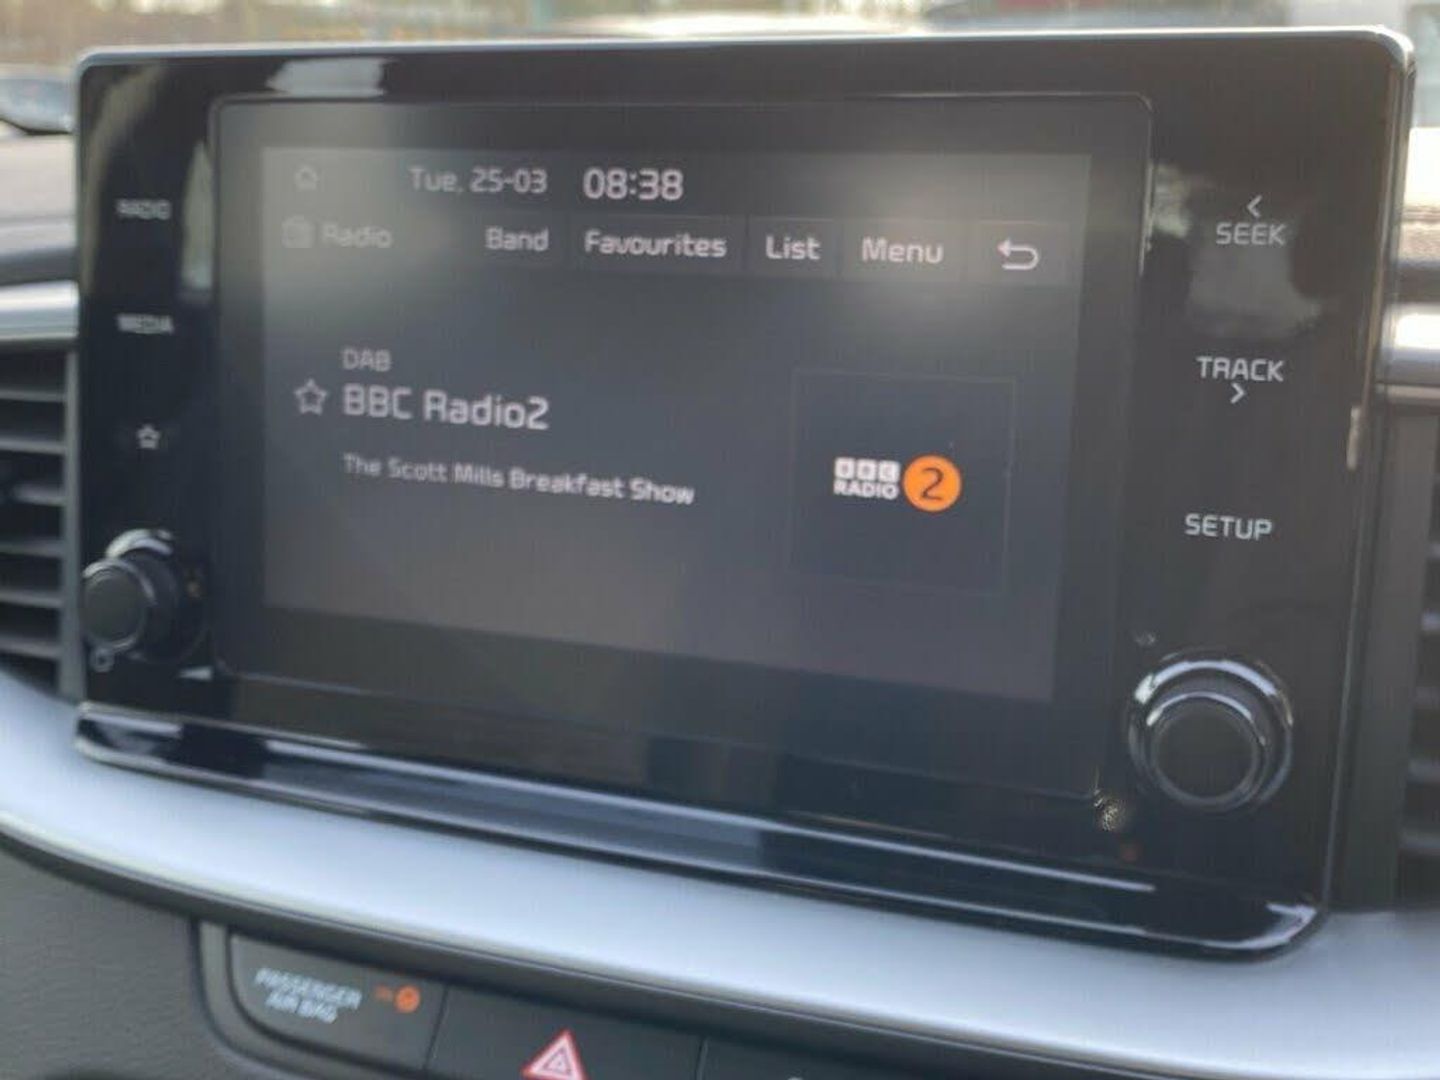 Tue, 25-03 08:38
Radio Band Favourites List Menu
DAB
BBC Radio2
The Scott Mills Breakfast Show
BBC
RADIO 2
RADIO
MEDIA
SEEK
TRACK
SETUP
PASSENGER
AIR BAG